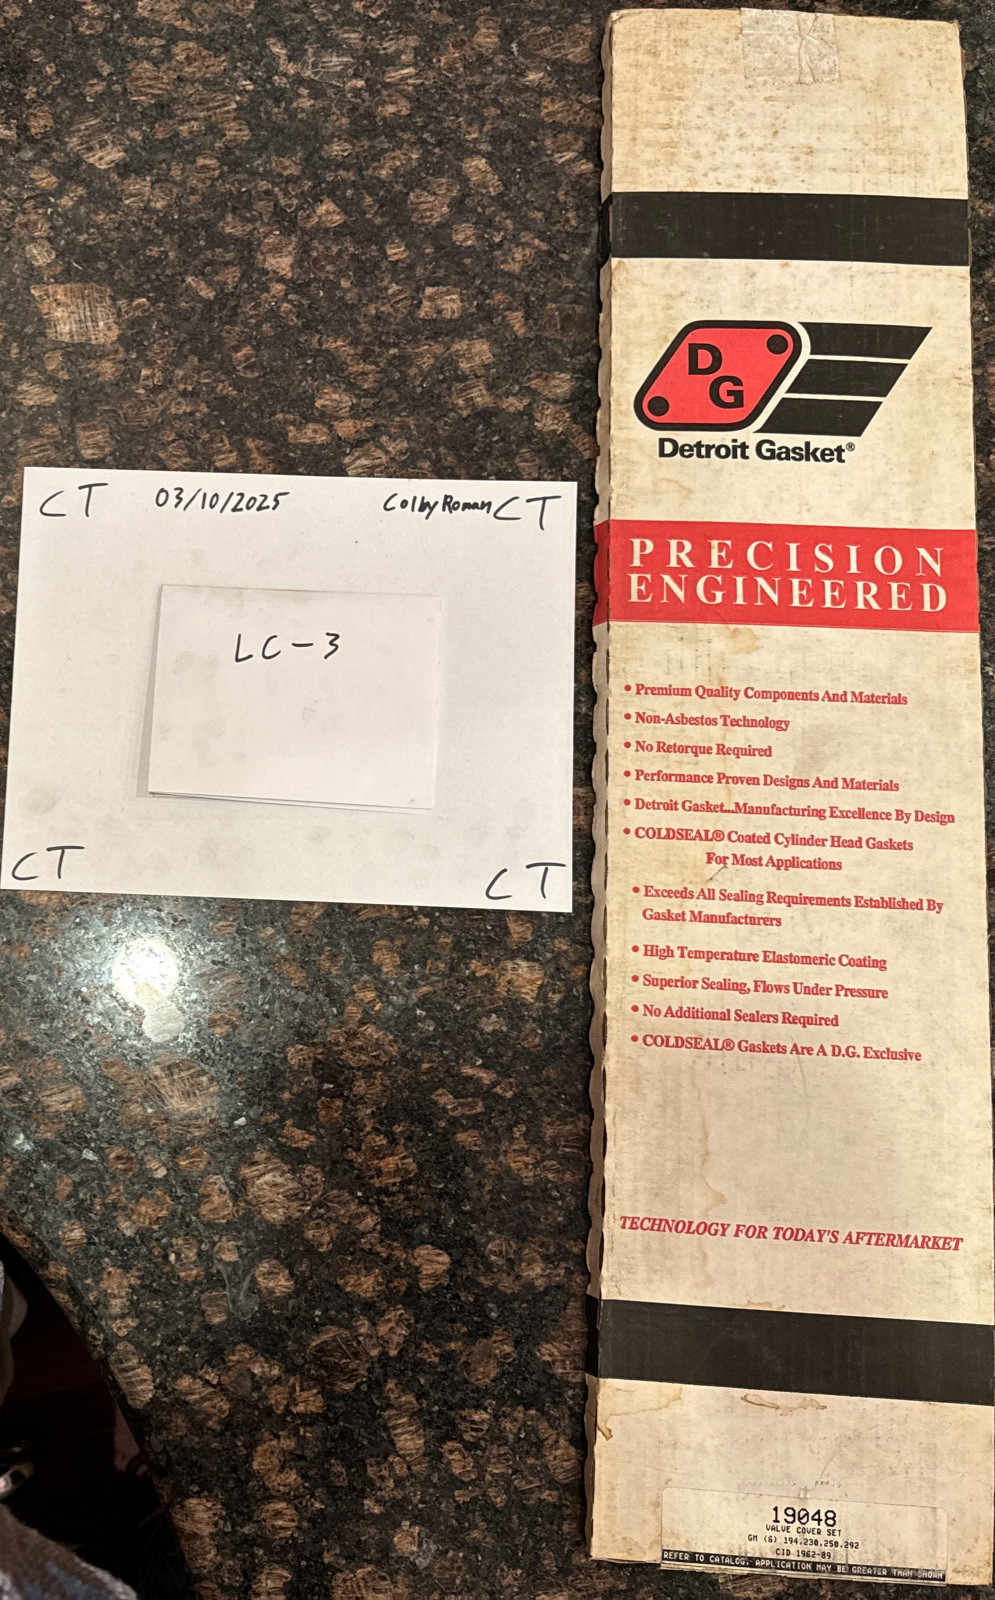 CT 03/10/2025 Colby Roman CT
LC-3
CT CT
DG
Detroit Gasket®
PRECISION
ENGINEERED
• Premium Quality Components And Materials
• Non-Asbestos Technology
• No Retorque Required
• Performance Proven Designs And Materials
• Detroit Gasket...Manufacturing Excellence By Design
• COLDSEAL® Coated Cylinder Head Gaskets
For Most Applications
• Exceeds All Sealing Requirements Established By
Gasket Manufacturers
• High Temperature Elastomeric Coating
• Superior Sealing, Flows Under Pressure
• No Additional Sealers Required
• COLDSEAL® Gaskets Are A D.G. Exclusive
TECHNOLOGY FOR TODAY'S AFTERMARKET
19048
VALVE COVER SET
GM (6) 194.230.250.292
CID 1962-89
REFER TO CATALOG. APPLICATION MAY BE GREATER THAN SHOWN